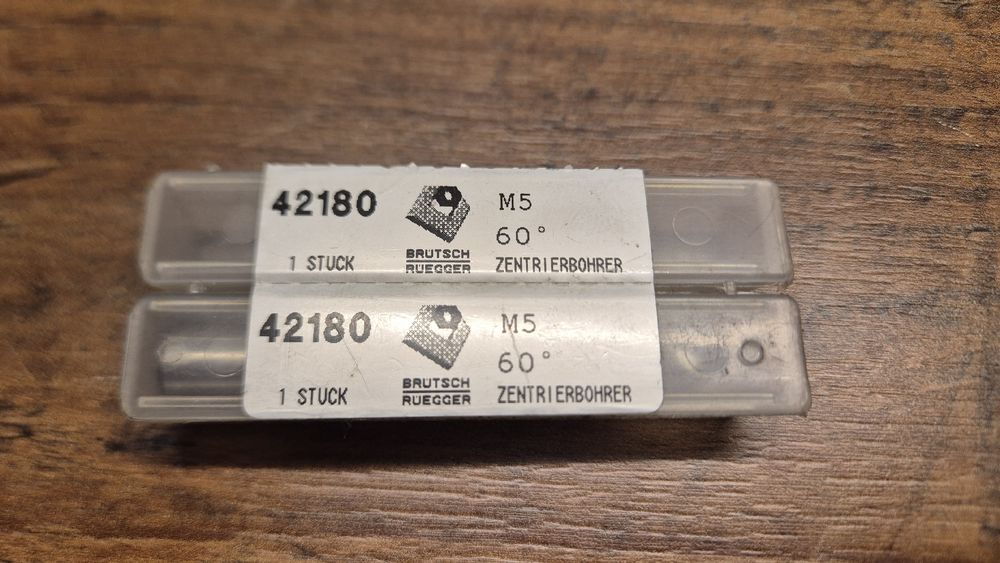 42180
M5
60°
1 STUCK
BRUTSCH
RUEGGER
ZENTRIERBOHRER
42180
M5
60°
1 STUCK
BRUTSCH
RUEGGER
ZENTRIERBOHRER